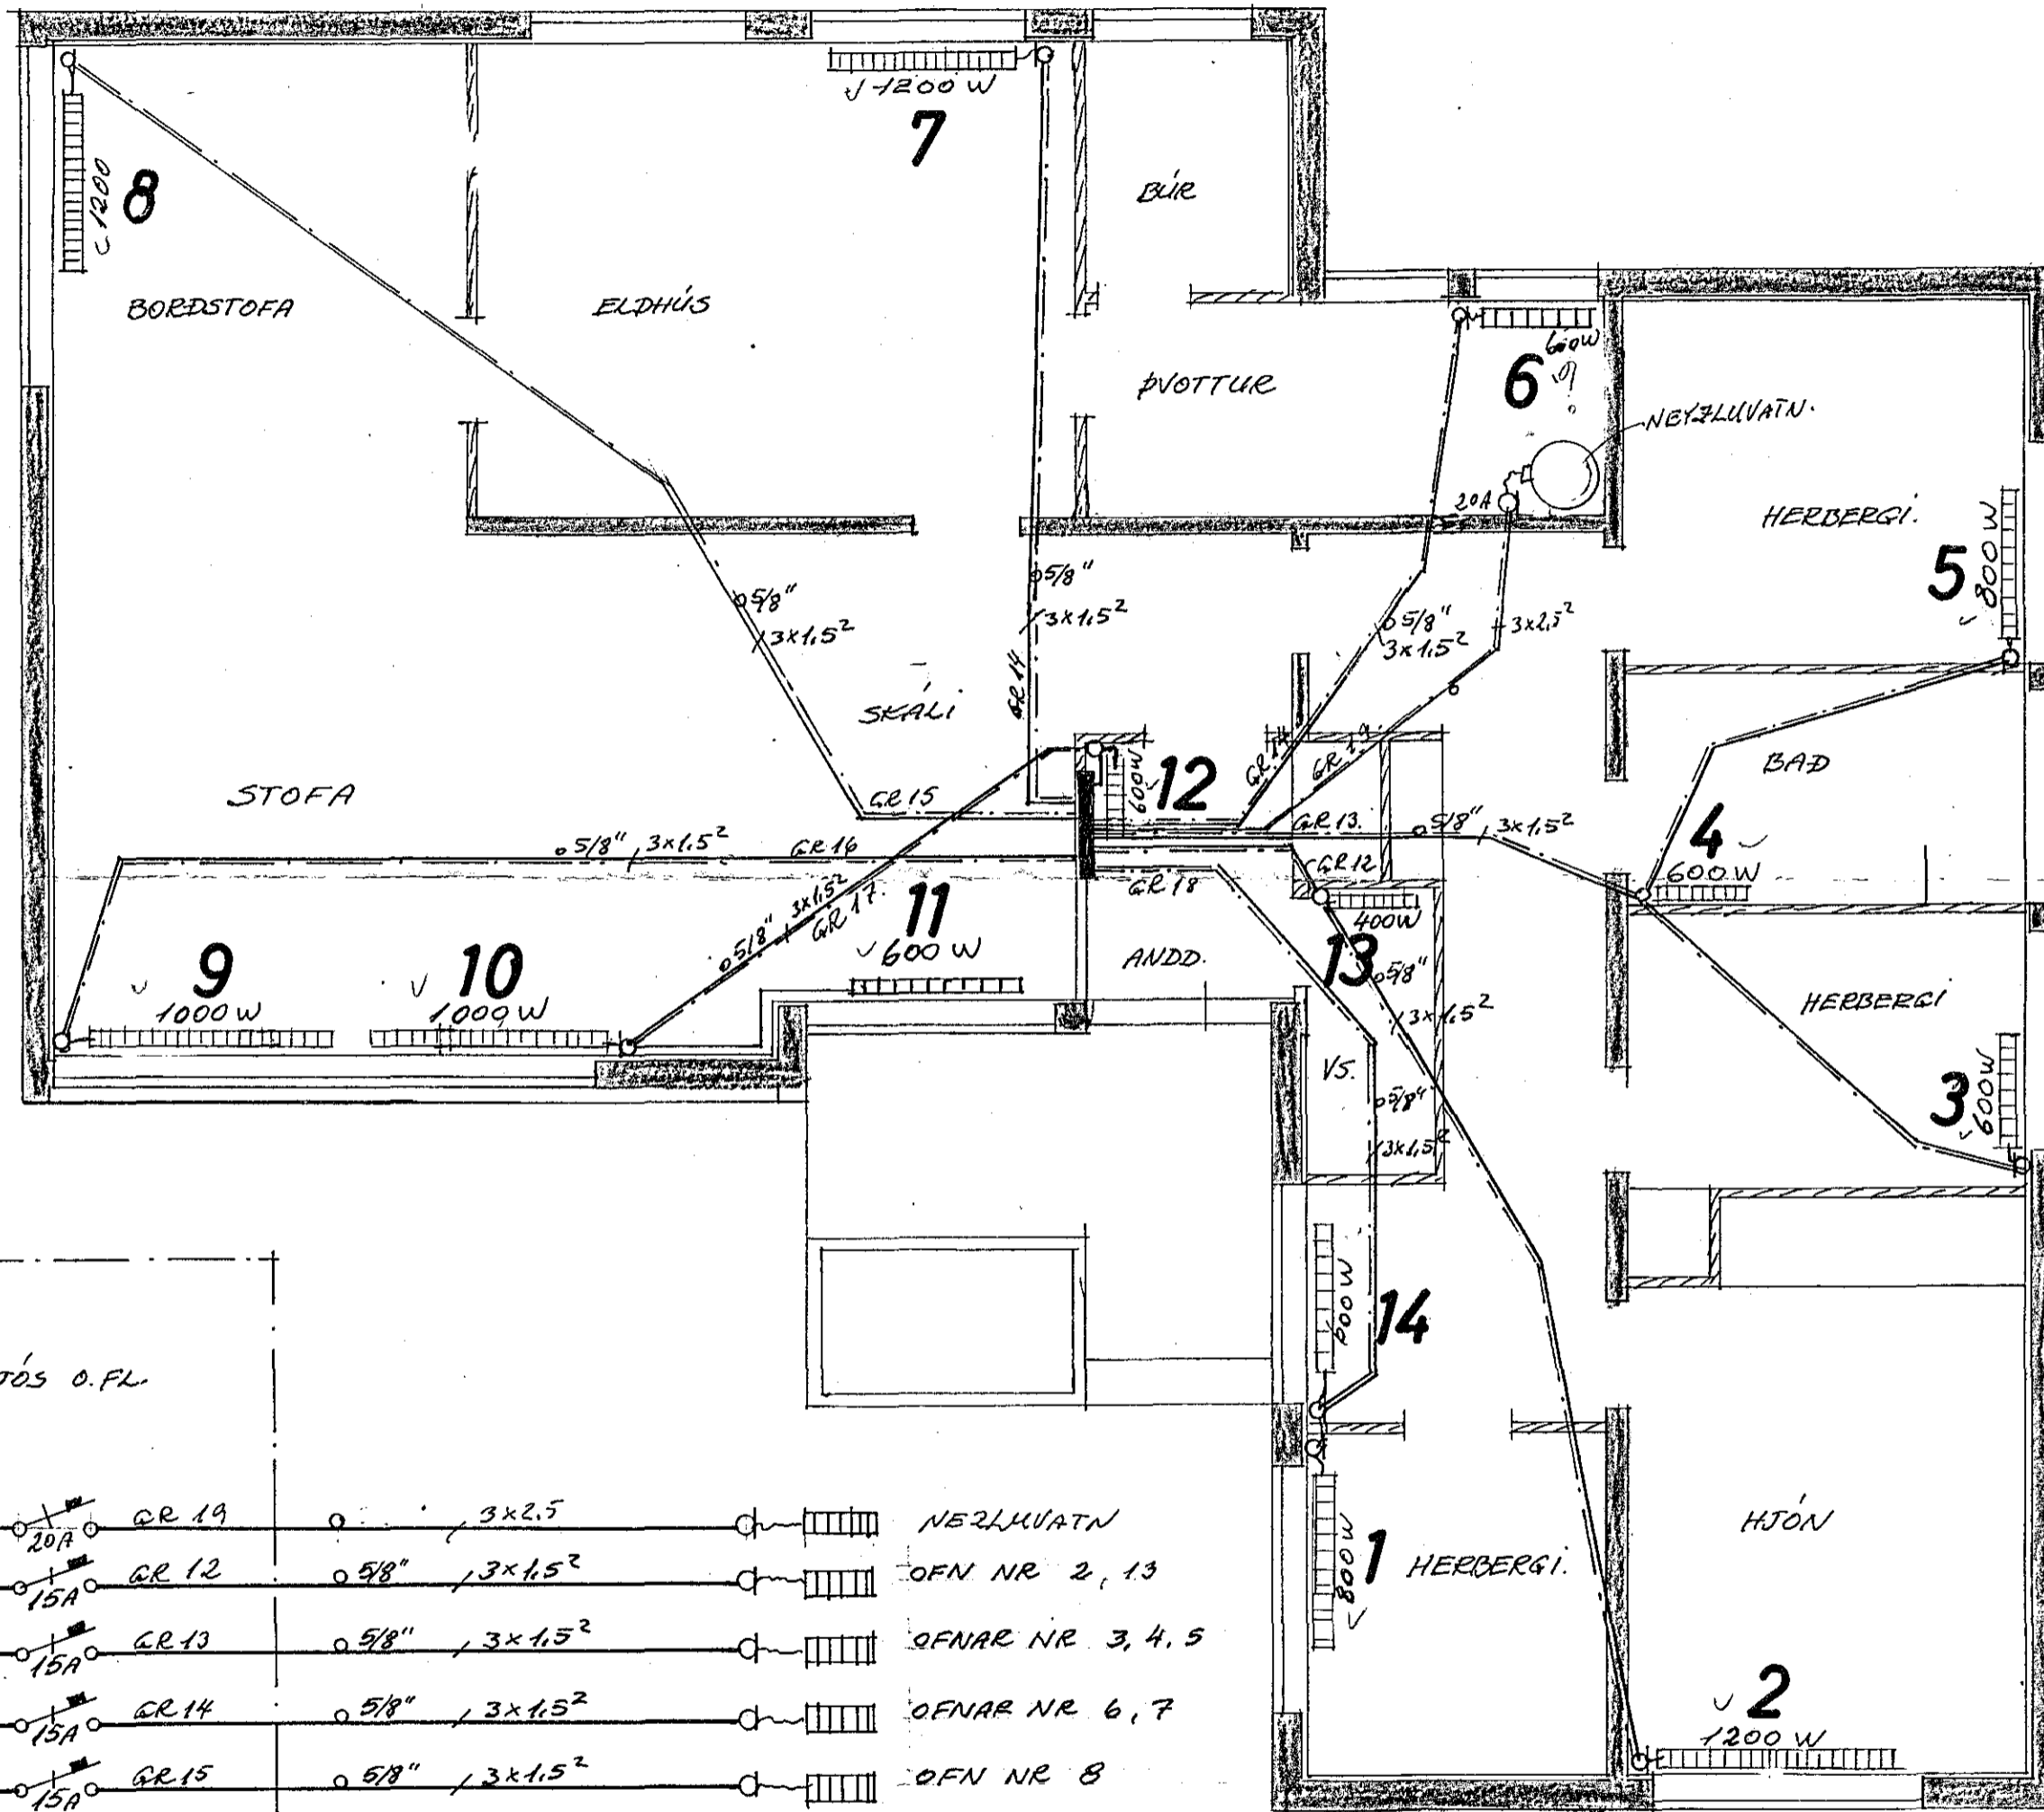 1200 W
7
8
1200
BÚR
BORDSTOFA
ELDHÚS
ÞVOTTUR
600W
6
?
NEYZLUVATN.
20A
HERBERGI.
5
800 W
5/8"
3x1,5²
5/8"
3x1,5²
GR 14
5/8"
3x1,5²
3x2,5²
SKÁLI
STOFA
BAD
600W
12
GR 14
GR 19
GR 15
GR 13.
5/8"
3x1,5²
5/8"
3x1,5²
GR 16
GR 12
GR 18
4
600 W
5/8"
3x1,5²
GR 17.
11
600 W
400W
13
ANDD.
5/8"
3x1,5²
9
1000 W
10
1000 W
HERBERGI
3
600W
VS.
5/8"
3x1,5²
14
TÓS O.FL.
1
800W
HERBERGI.
HJÓN
2
1200 W
20A GR 19 3x2.5 NEZLUVATN
15A GR 12 5/8" 3x1,5² OFN NR 2, 13
15A GR 13 5/8" 3x1,5² OFNAR NR 3, 4, 5
15A GR 14 5/8" 3x1,5² OFNAR NR 6, 7
15A GR 15 5/8" 3x1,5² OFN NR 8